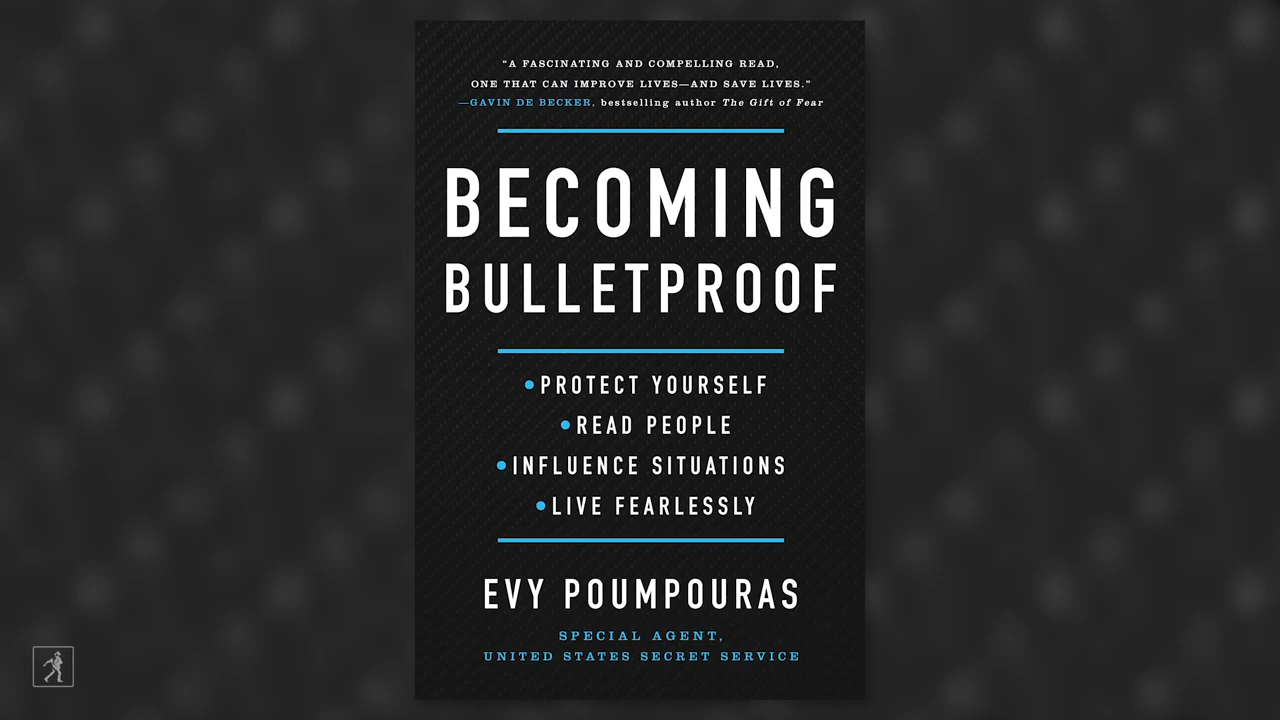 “A FASCINATING AND COMPELLING READ,
ONE THAT CAN IMPROVE LIVES—AND SAVE LIVES.”
—GAVIN DE BECKER, bestselling author The Gift of Fear
BECOMING
BULLETPROOF
•PROTECT YOURSELF
•READ PEOPLE
•INFLUENCE SITUATIONS
•LIVE FEARLESSLY
EVY POUMPOURAS
SPECIAL AGENT,
UNITED STATES SECRET SERVICE